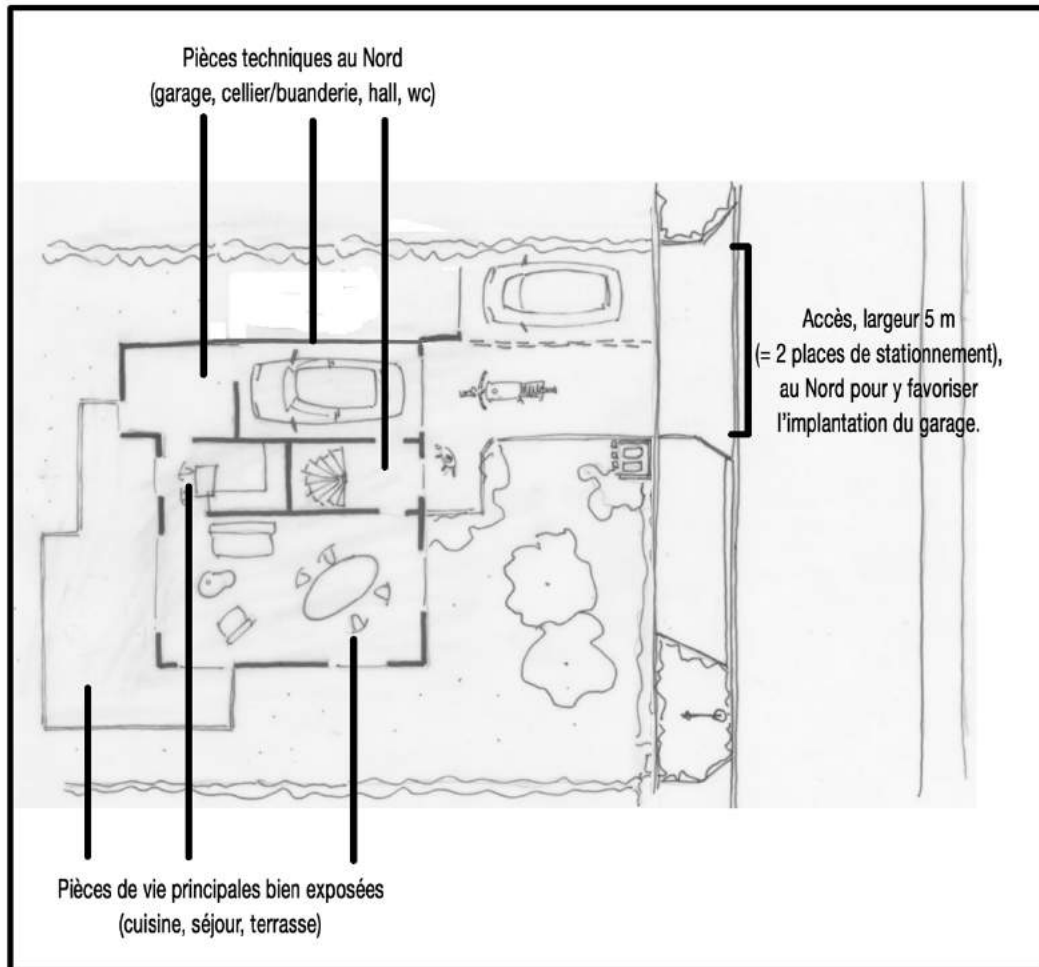 Pièces techniques au Nord
(garage, cellier/buanderie, hall, wc)
Accès, largeur 5 m
(= 2 places de stationnement),
au Nord pour y favoriser
l'implantation du garage.
Pièces de vie principales bien exposées
(cuisine, séjour, terrasse)